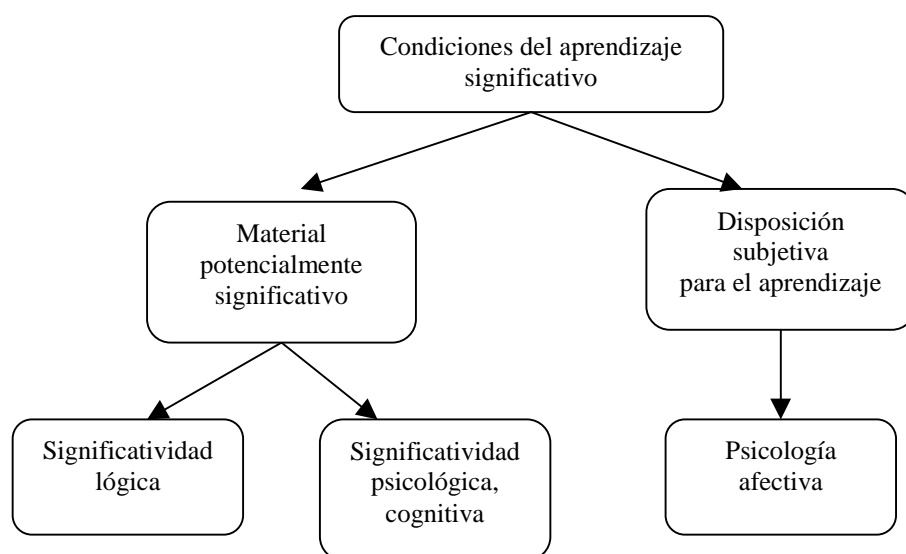 Condiciones del aprendizaje
significativo
Material
potencialmente
significativo
Disposición
subjetiva
para el aprendizaje
Significatividad
lógica
Significatividad
psicológica,
cognitiva
Psicología
afectiva